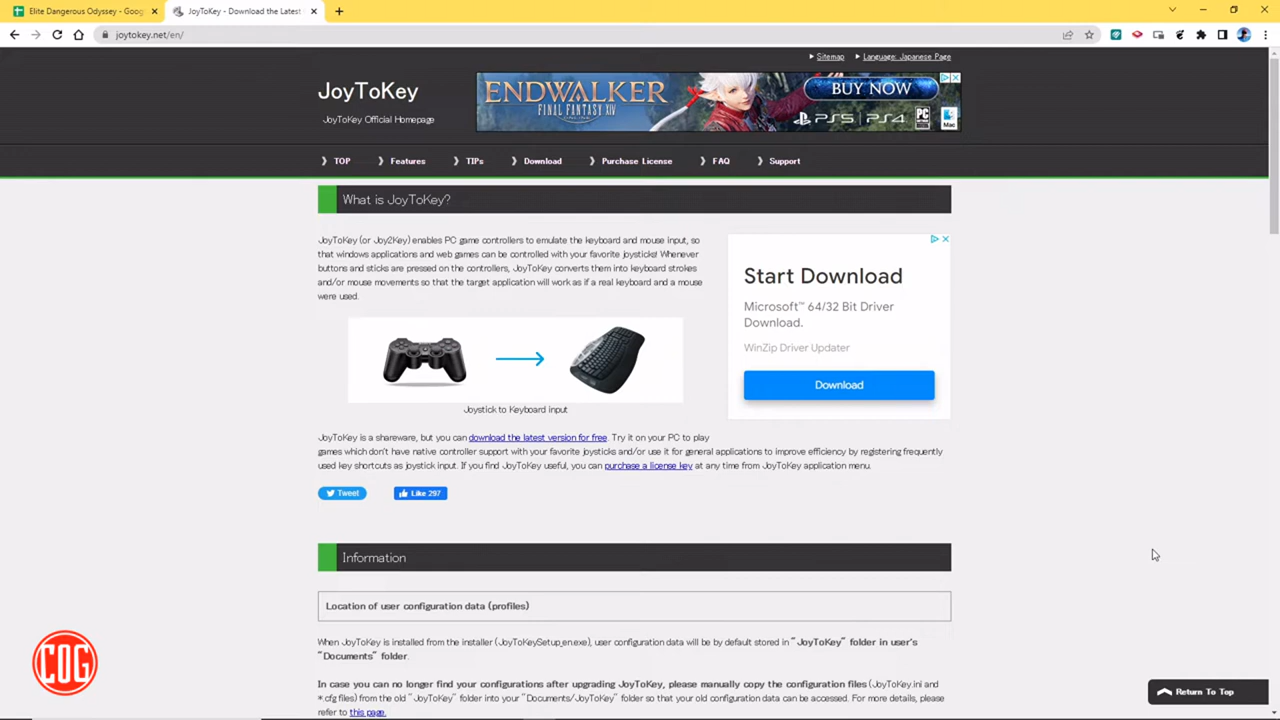 Elite Dangerous Odyssey - Goog
JoyToKey - Download the Latest
joytokey.net/en/
Sitemap
Language: Japanese Page
JoyToKey
JoyToKey Official Homepage
ENDWALKER
FINAL FANTASY XIV
BUY NOW
PS5 PS4 PC Mac
TOP Features TIPs Download Purchase License FAQ Support
What is JoyToKey?
JoyToKey (or Joy2Key) enables PC game controllers to emulate the keyboard and mouse input, so
that windows applications and web games can be controlled with your favorite joysticks! Whenever
buttons and sticks are pressed on the controllers, JoyToKey converts them into keyboard strokes
and/or mouse movements so that the target application will work as if a real keyboard and a mouse
were used.
Start Download
Microsoft™ 64/32 Bit Driver
Download.
WinZip Driver Updater
Download
Joystick to Keyboard input
JoyToKey is a shareware, but you can download the latest version for free. Try it on your PC to play
games which don't have native controller support with your favorite joysticks and/or use it for general applications to improve efficiency by registering frequently
used key shortcuts as joystick input. If you find JoyToKey useful, you can purchase a license key at any time from JoyToKey application menu.
Tweet
Like 297
Information
Location of user configuration data (profiles)
When JoyToKey is installed from the installer (JoyToKeySetup_en.exe), user configuration data will be by default stored in "JoyToKey" folder in user's
"Documents" folder.
In case you can no longer find your configurations after upgrading JoyToKey, please manually copy the configuration files (JoyToKey.ini and
*.cfg files) from the old "JoyToKey" folder into your "Documents/JoyToKey" folder so that your old configuration data can be accessed. For more details, please
refer to this page.
Return To Top
COG